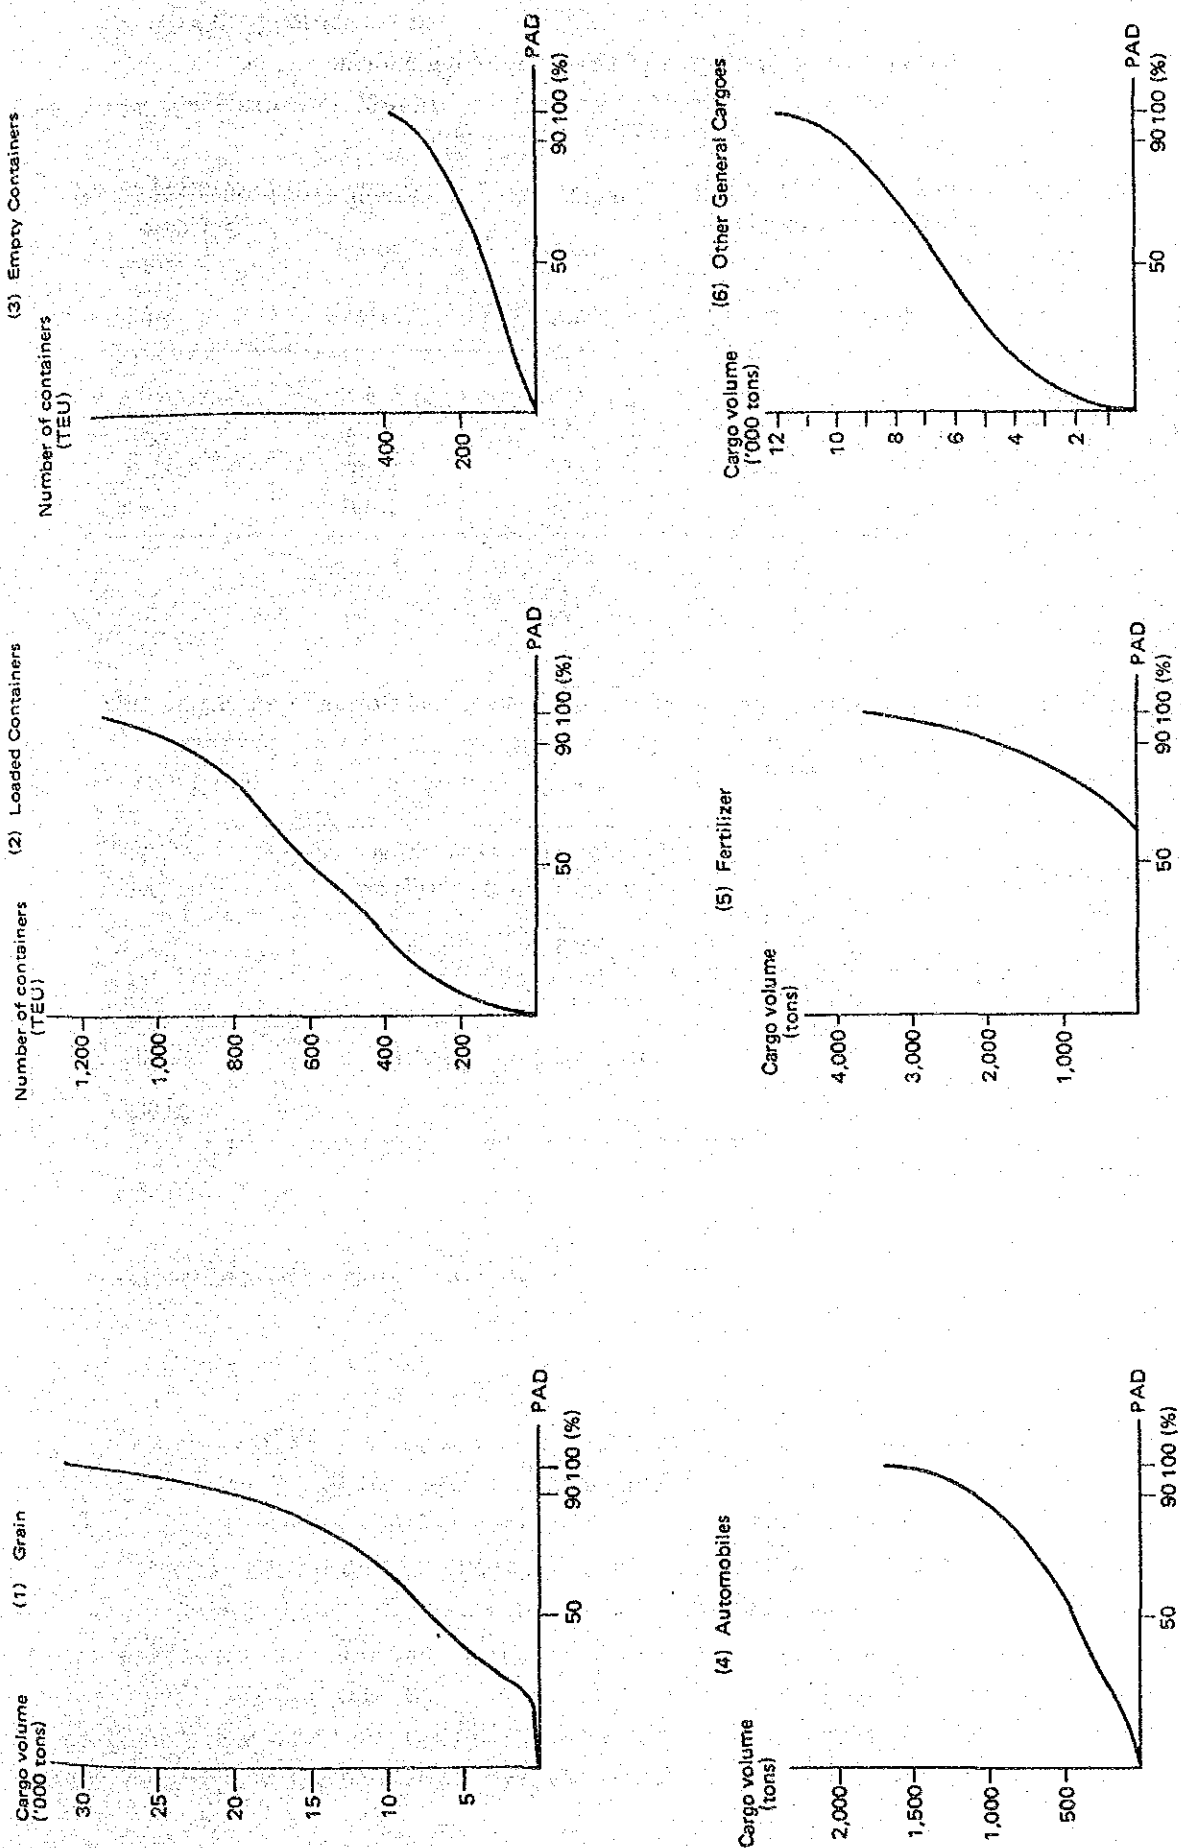 (1) Grain
Cargo volume
('000 tons)
30
25
20
15
10
5
50
90 100 (%)
PAD
(2) Loaded Containers
Number of containers
(TEU)
1,200
1,000
800
600
400
200
50
90 100 (%)
PAD
(3) Empty Containers
Number of containers
(TEU)
400
200
50
90 100 (%)
PAD
(4) Automobiles
Cargo volume
(tons)
2,000
1,500
1,000
500
50
90 100 (%)
PAD
(5) Fertilizer
Cargo volume
(tons)
4,000
3,000
2,000
1,000
50
90 100 (%)
PAD
(6) Other General Cargoes
Cargo volume
('000 tons)
12
10
8
6
4
2
50
90 100 (%)
PAD